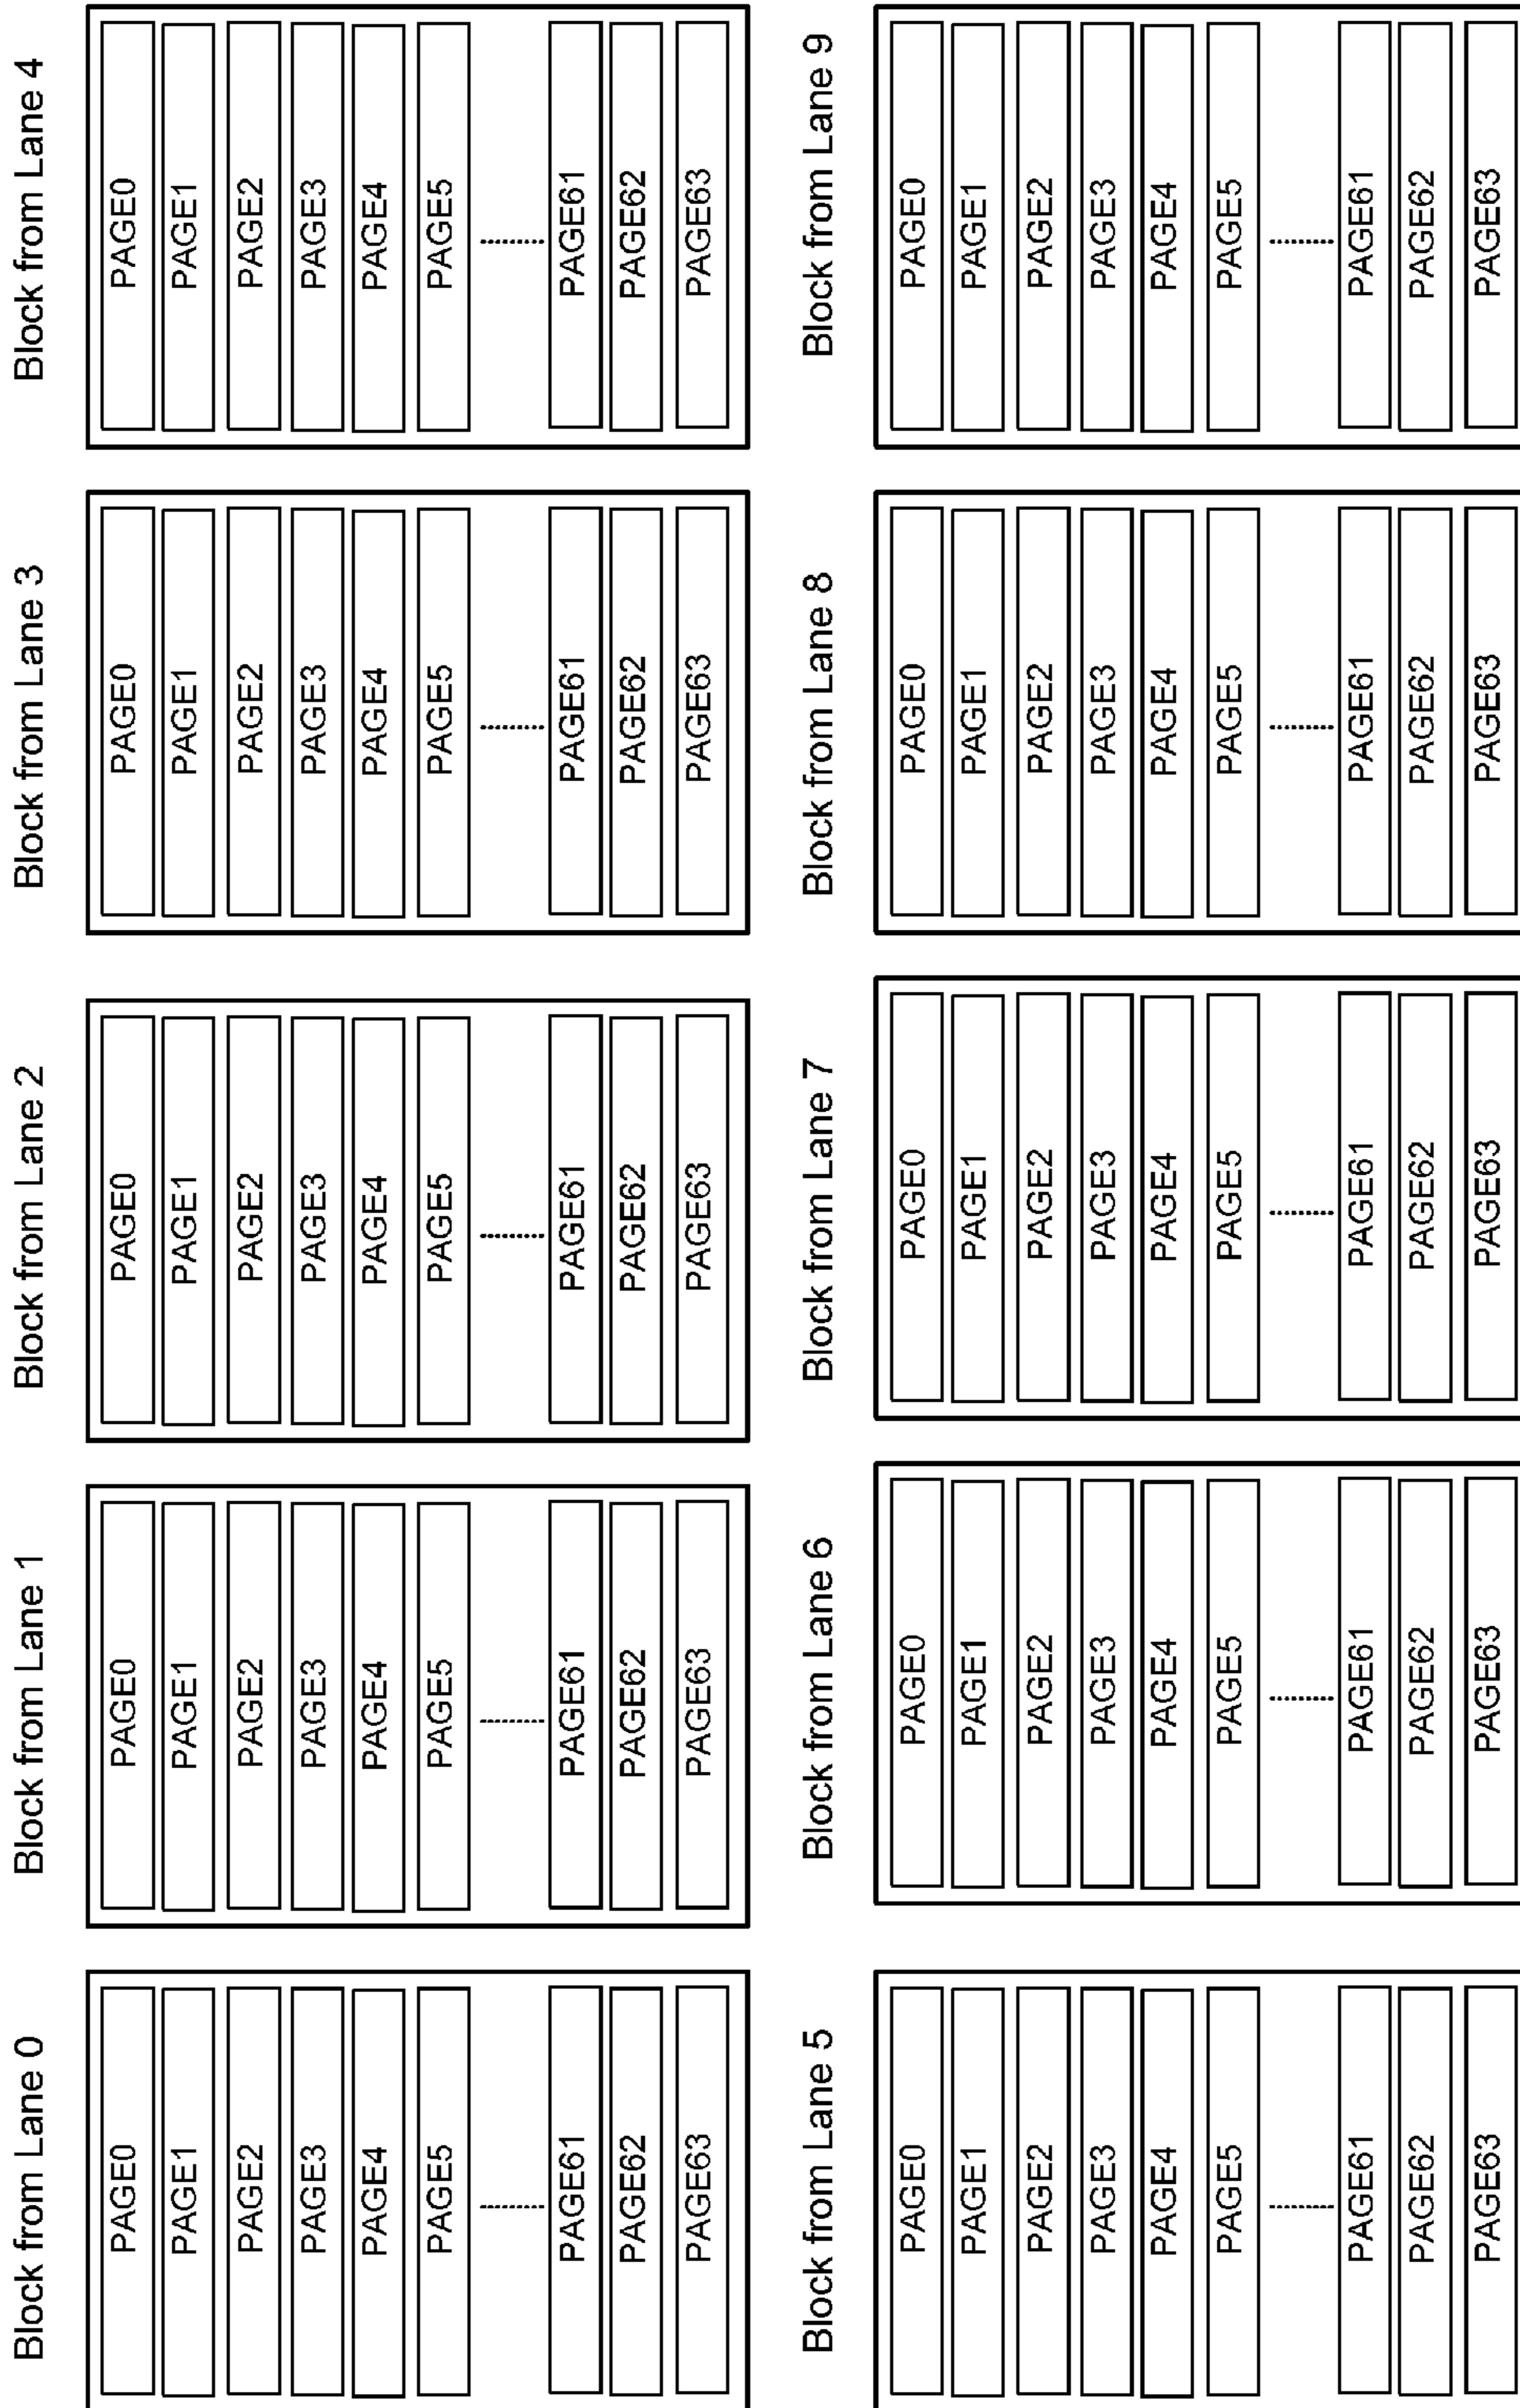 Block from Lane 0
PAGE0
PAGE1
PAGE2
PAGE3
PAGE4
PAGE5
PAGE61
PAGE62
PAGE63
Block from Lane 1
PAGE0
PAGE1
PAGE2
PAGE3
PAGE4
PAGE5
PAGE61
PAGE62
PAGE63
Block from Lane 2
PAGE0
PAGE1
PAGE2
PAGE3
PAGE4
PAGE5
PAGE61
PAGE62
PAGE63
Block from Lane 3
PAGE0
PAGE1
PAGE2
PAGE3
PAGE4
PAGE5
PAGE61
PAGE62
PAGE63
Block from Lane 4
PAGE0
PAGE1
PAGE2
PAGE3
PAGE4
PAGE5
PAGE61
PAGE62
PAGE63
Block from Lane 5
PAGE0
PAGE1
PAGE2
PAGE3
PAGE4
PAGE5
PAGE61
PAGE62
PAGE63
Block from Lane 6
PAGE0
PAGE1
PAGE2
PAGE3
PAGE4
PAGE5
PAGE61
PAGE62
PAGE63
Block from Lane 7
PAGE0
PAGE1
PAGE2
PAGE3
PAGE4
PAGE5
PAGE61
PAGE62
PAGE63
Block from Lane 8
PAGE0
PAGE1
PAGE2
PAGE3
PAGE4
PAGE5
PAGE61
PAGE62
PAGE63
Block from Lane 9
PAGE0
PAGE1
PAGE2
PAGE3
PAGE4
PAGE5
PAGE61
PAGE62
PAGE63